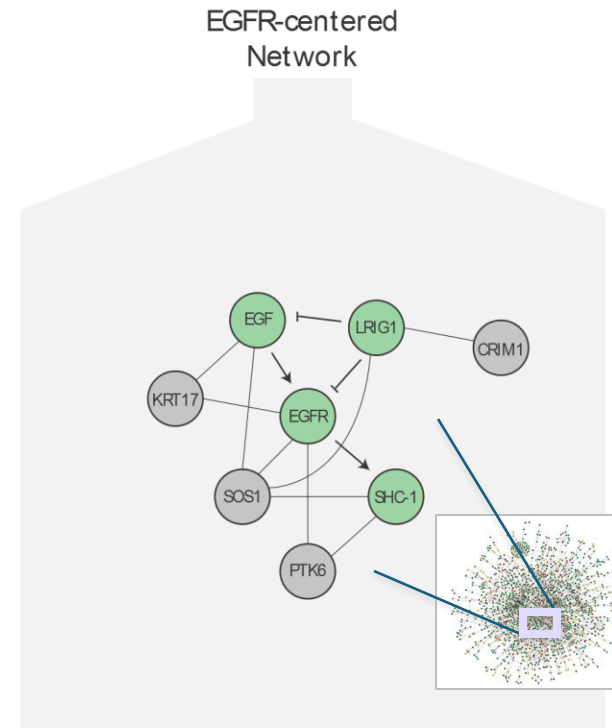 EGFR-centered
Network
EGF
LRIG1
CRIM1
KRT17
EGFR
SOS1
SHC-1
PTK6